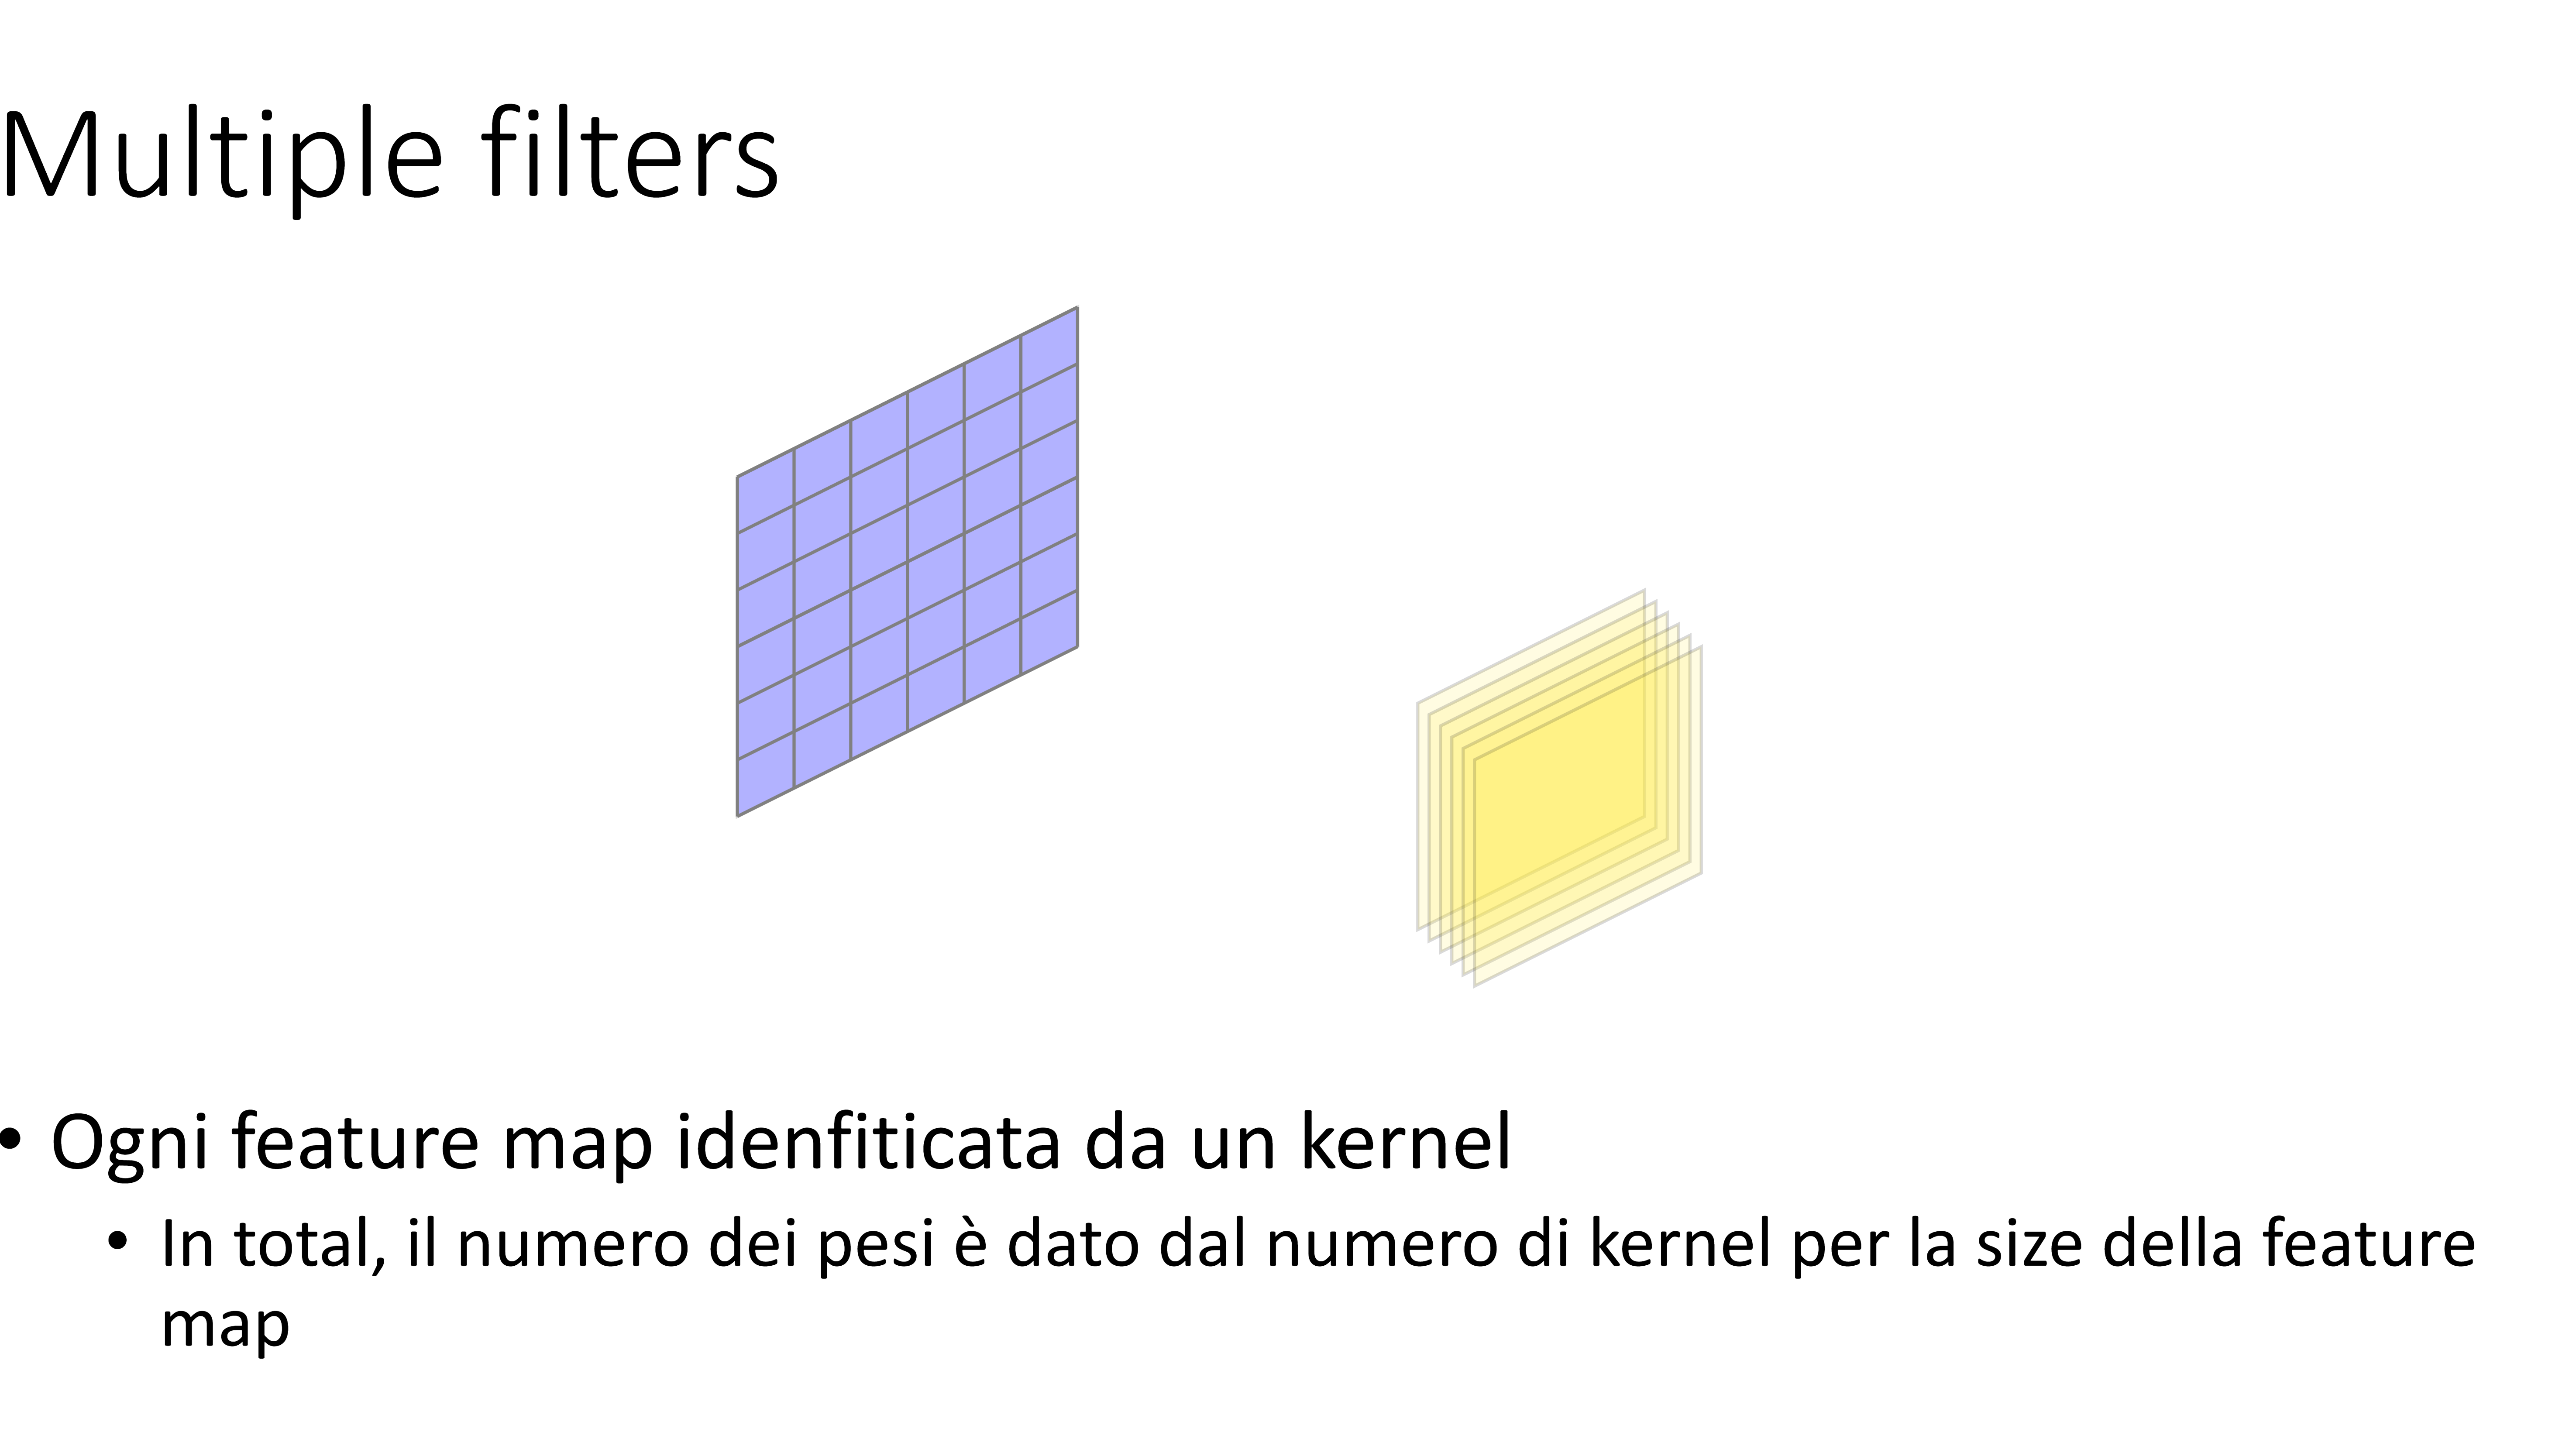 Multiple filters
• Ogni feature map idenfiticata da un kernel
• In total, il numero dei pesi è dato dal numero di kernel per la size della feature
map